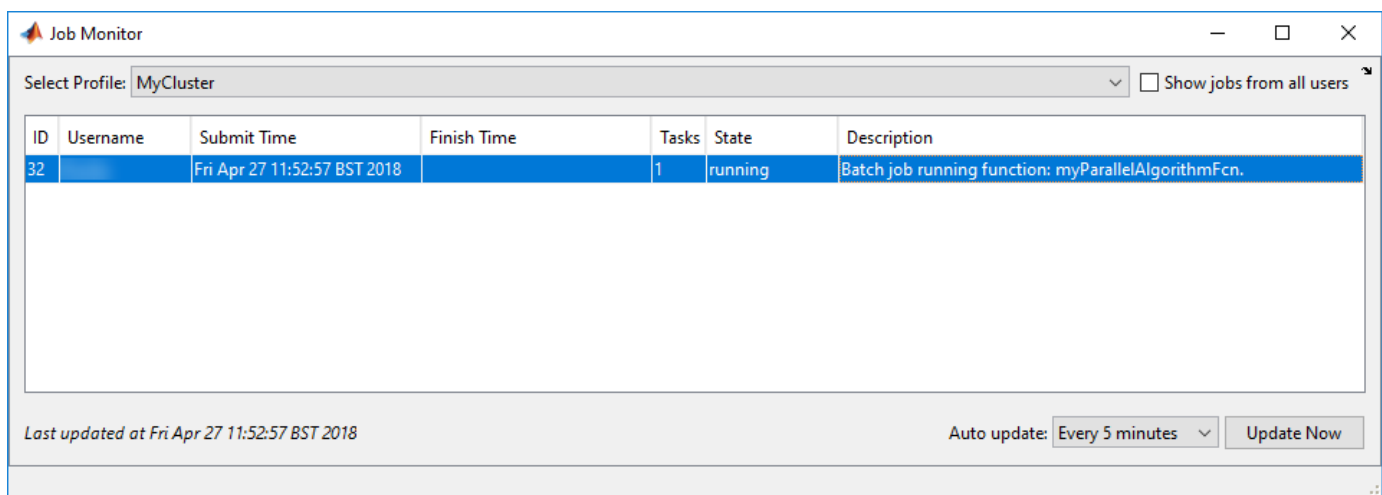 Job Monitor
Select Profile: MyCluster Show jobs from all users
ID Username Submit Time Finish Time Tasks State Description
32 Fri Apr 27 11:52:57 BST 2018 1 running Batch job running function: myParallelAlgorithmFcn.
Last updated at Fri Apr 27 11:52:57 BST 2018 Auto update: Every 5 minutes Update Now